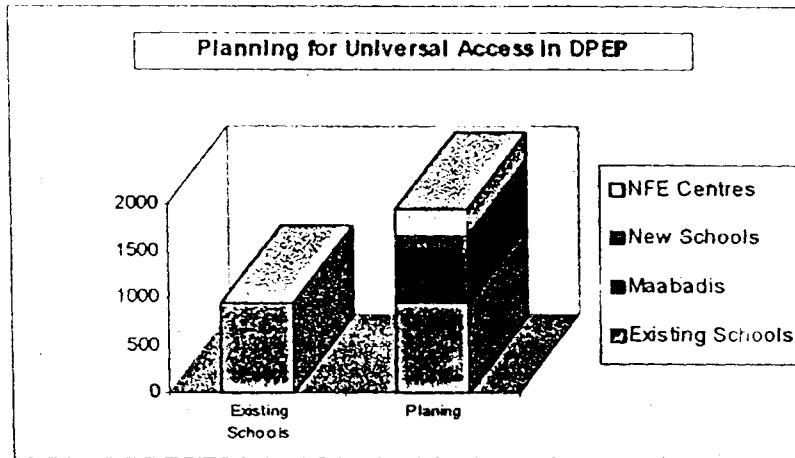 Planning for Universal Access in DPEP
2000
1500
1000
500
0
Existing
Schools
Planing
NFE Centres
New Schools
Maabadis
Existing Schools